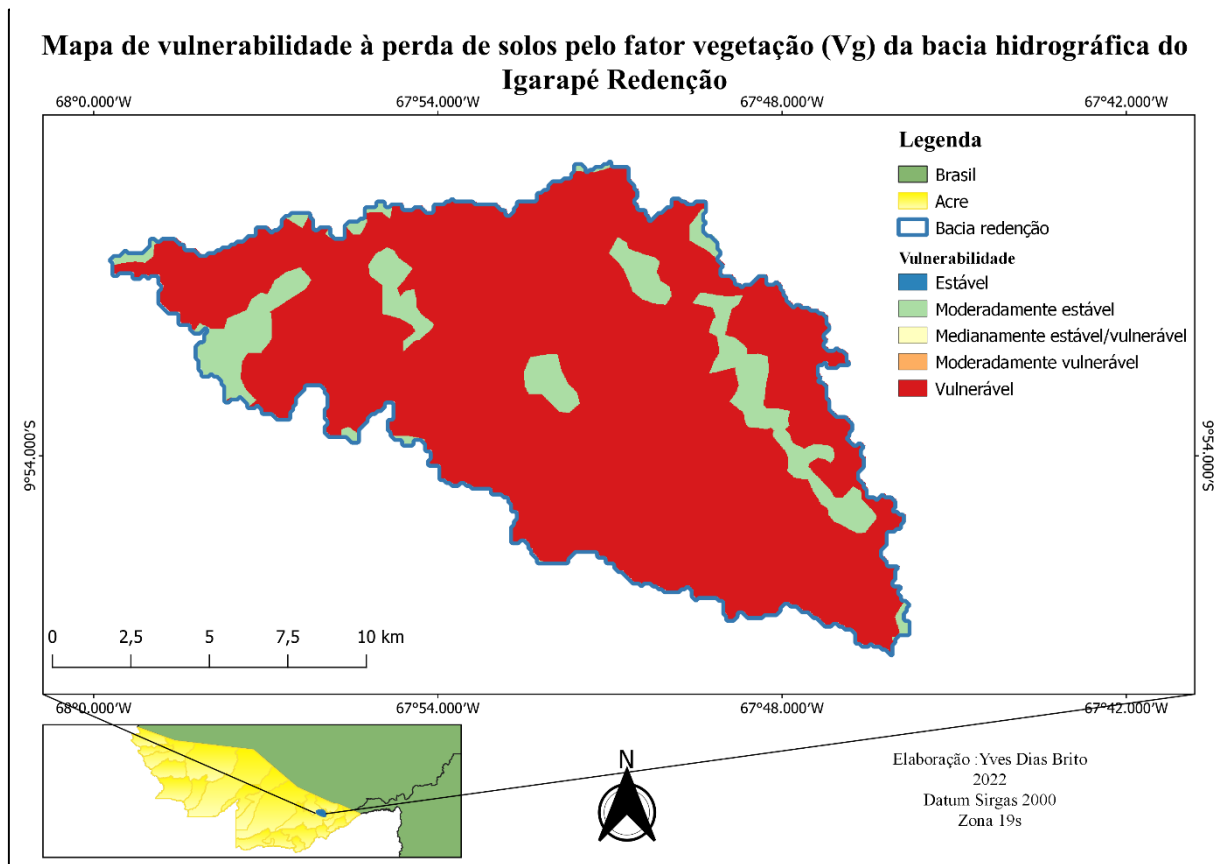 Mapa de vulnerabilidade à perda de solos pelo fator vegetação (Vg) da bacia hidrográfica do
Igarapé Redenção
68°0.000′W
67°54.000′W
67°48.000′W
67°42.000′W
Legenda
Brasil
Acre
Bacia redenção
Vulnerabilidade
Estável
Moderadamente estável
Medianamente estável/vulnerável
Moderadamente vulnerável
Vulnerável
9°54.000′S
9°54.000′S
0
2,5
5
7,5
10 km
68°0.000′W
67°54.000′W
67°48.000′W
67°42.000′W
N
Elaboração :Yves Dias Brito
2022
Datum Sirgas 2000
Zona 19s